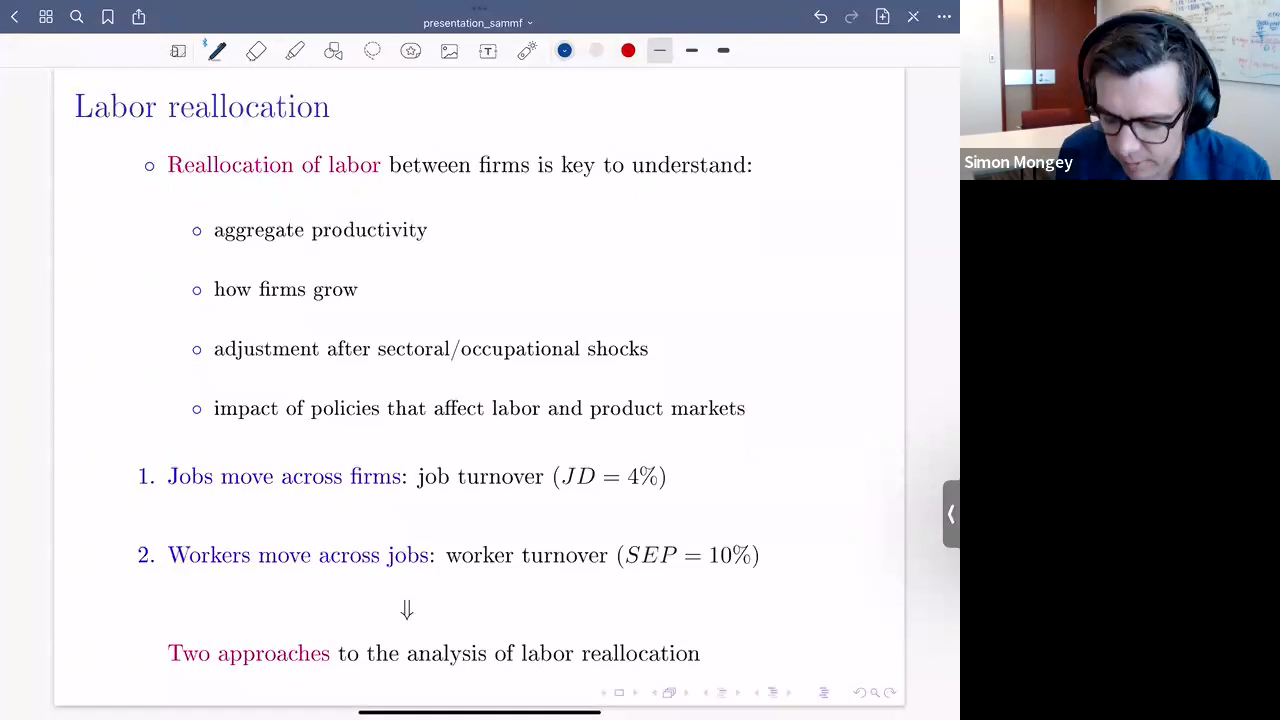 presentation_sammf
Labor reallocation
Reallocation of labor between firms is key to understand:
aggregate productivity
how firms grow
adjustment after sectoral/occupational shocks
impact of policies that affect labor and product markets
1. Jobs move across firms: job turnover (JD = 4%)
2. Workers move across jobs: worker turnover (SEP = 10%)
⇓
Two approaches to the analysis of labor reallocation
Simon Mongey